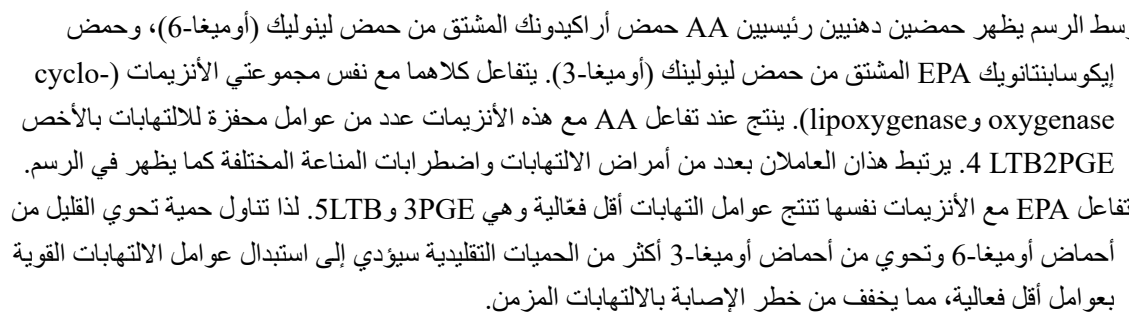 وسط الرسم يظهر حمضين دهنيين رئيسيين AA حمض أراكيدونك المشتق من حمض لينوليك (أوميغا-6)، وحمض
إيكوسابنتانويك EPA المشتق من حمض لينولينك (أوميغا-3). يتفاعل كلاهما مع نفس مجموعتي الأنزيمات (cyclo-
oxygenase وlipoxygenase). ينتج عند تفاعل AA مع هذه الأنزيمات عدد من عوامل محفزة للالتهابات بالأخص
4 LTB2PGE. يرتبط هذان العاملان بعدد من أمراض الالتهابات واضطرابات المناعة المختلفة كما يظهر في الرسم.
تفاعل EPA مع الأنزيمات نفسها تنتج عوامل التهابات أقل فعّالية وهي 3PGE و5LTB. لذا تناول حمية تحوي القليل من
أحماض أوميغا-6 وتحوي من أحماض أوميغا-3 أكثر من الحميات التقليدية سيؤدي إلى استبدال عوامل الالتهابات القوية
بعوامل أقل فعالية، مما يخفف من خطر الإصابة بالالتهابات المزمن.